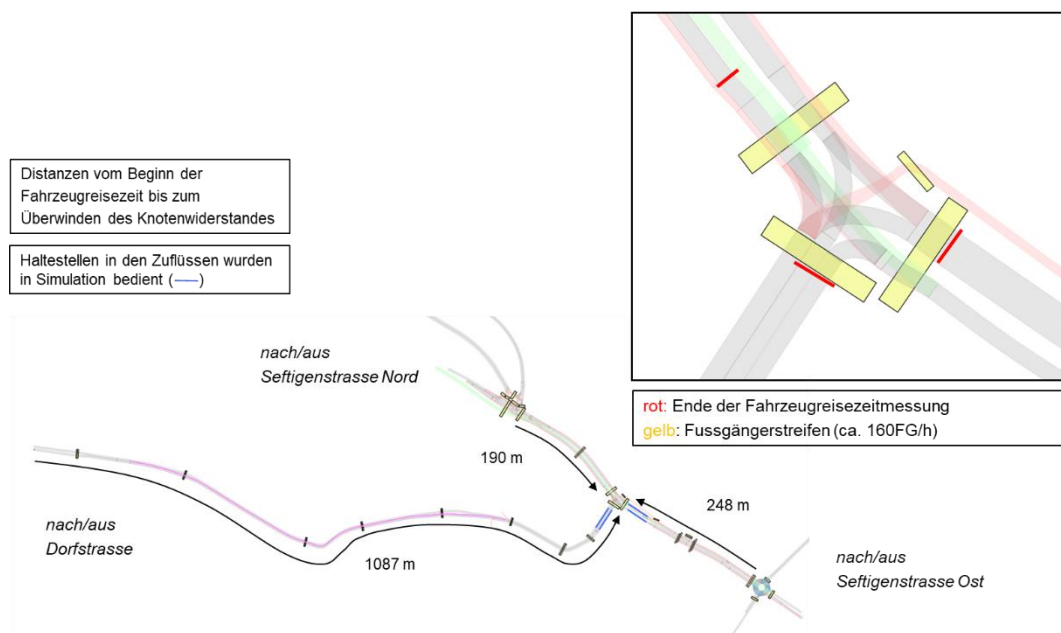 Distanzen vom Beginn der
Fahrzeugreisezeit bis zum
Überwinden des Knotenwiderstandes
Haltestellen in den Zuflüssen wurden
in Simulation bedient (══)
rot: Ende der Fahrzeugreisezeitmessung
gelb: Fussgängerstreifen (ca. 160FG/h)
nach/aus
Seftigenstrasse Nord
190 m
248 m
nach/aus
Dorfstrasse
1087 m
nach/aus
Seftigenstrasse Ost